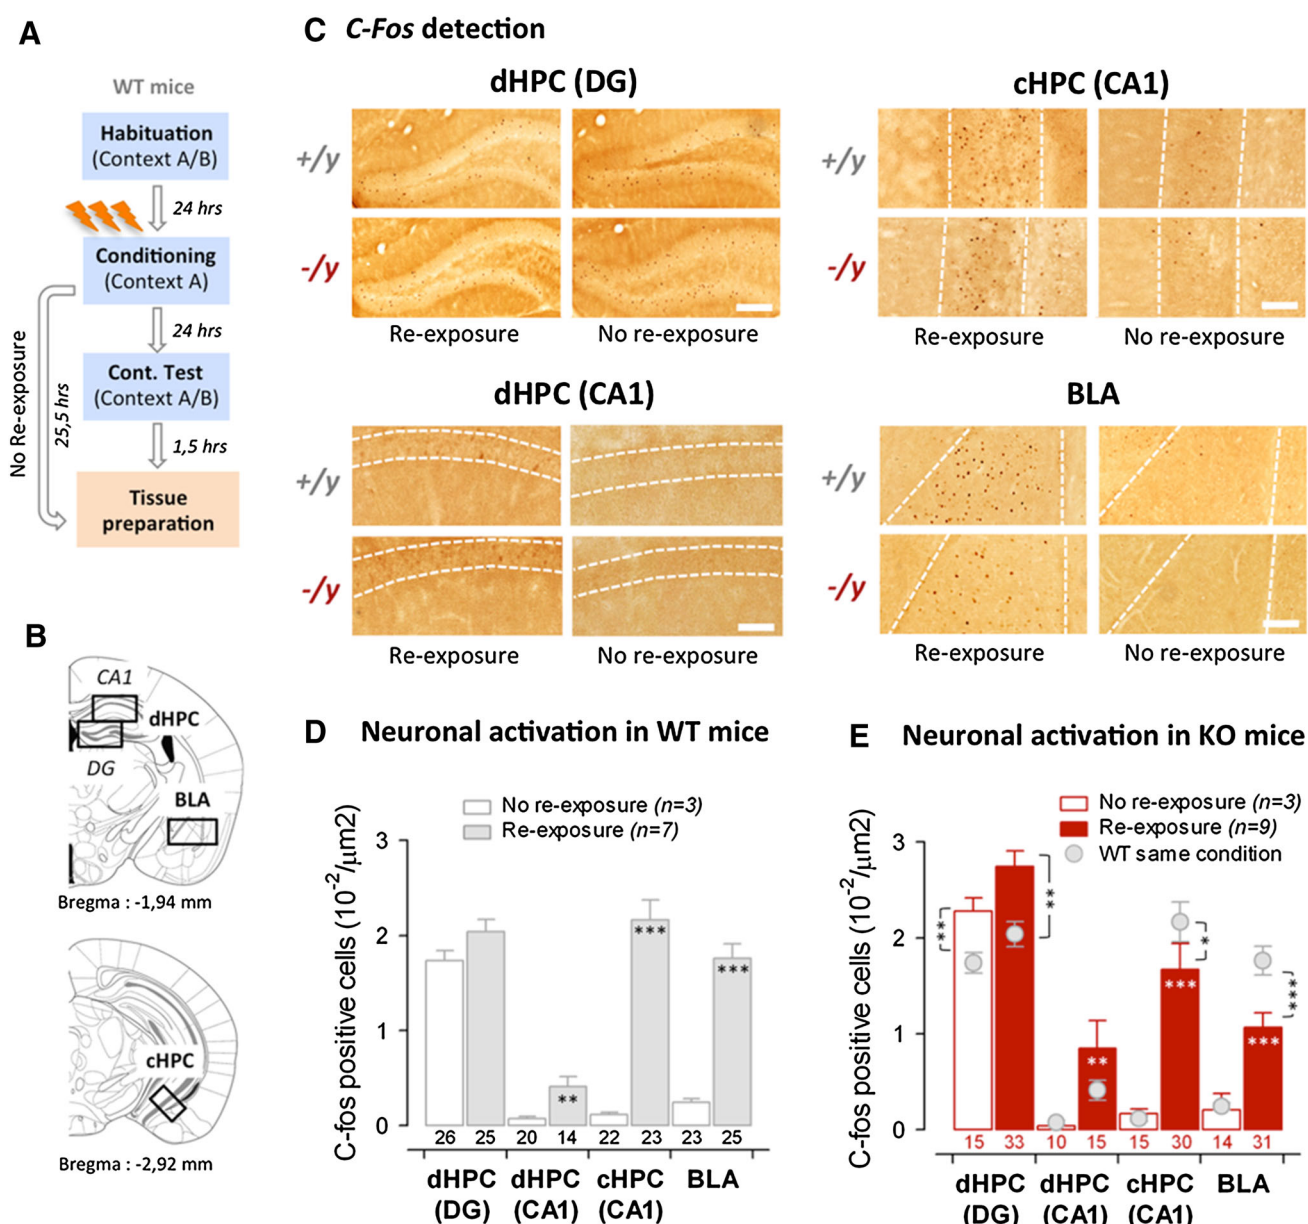 A
WT mice
Habituation
(Context A/B)
24 hrs
Conditioning
(Context A)
24 hrs
Cont. Test
(Context A/B)
1,5 hrs
Tissue
preparation
No Re-exposure
25,5 hrs
B
CA1
dHPC
DG
BLA
Bregma : -1,94 mm
cHPC
Bregma : -2,92 mm
C C-Fos detection
dHPC (DG)
+/y
-/y
Re-exposure No re-exposure
cHPC (CA1)
+/y
-/y
Re-exposure No re-exposure
dHPC (CA1)
+/y
-/y
Re-exposure No re-exposure
BLA
+/y
-/y
Re-exposure No re-exposure
D Neuronal activation in WT mice
No re-exposure (n=3)
Re-exposure (n=7)
C-fos positive cells (10-2/μm2)
3
2
1
0
***
***
**
26 25 20 14 22 23 23 25
dHPC (DG) dHPC (CA1) cHPC (CA1) BLA
E Neuronal activation in KO mice
No re-exposure (n=3)
Re-exposure (n=9)
WT same condition
C-fos positive cells (10-2/μm2)
3
2
1
0
**
**
*
***
***
**
***
15 33 10 15 15 30 14 31
dHPC (DG) dHPC (CA1) cHPC (CA1) BLA